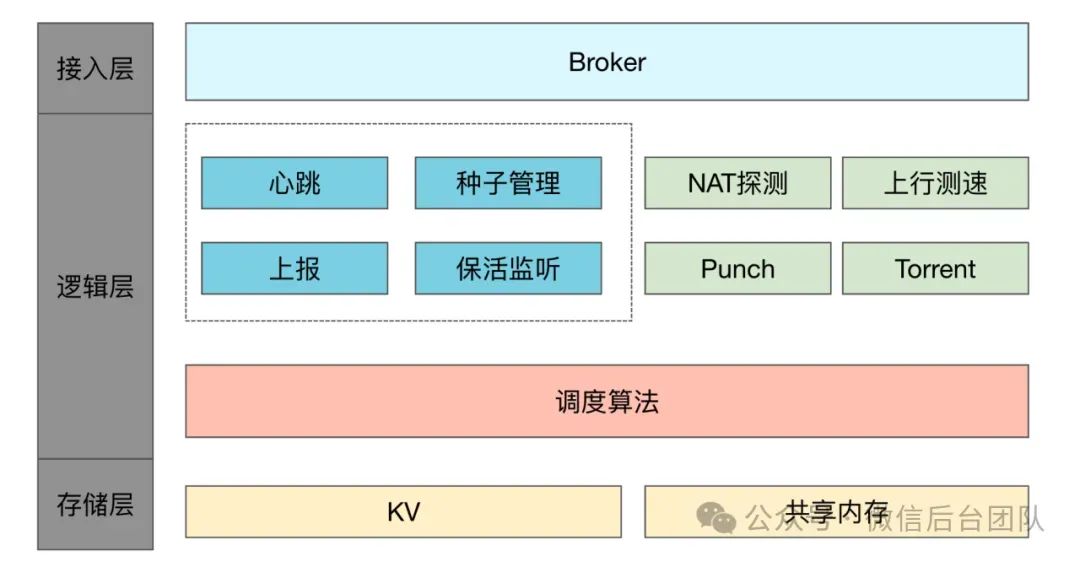 接入层
Broker
逻辑层
心跳
种子管理
NAT探测
上行测速
上报
保活监听
Punch
Torrent
调度算法
存储层
KV
共享内存
公众号 · 微信后台团队